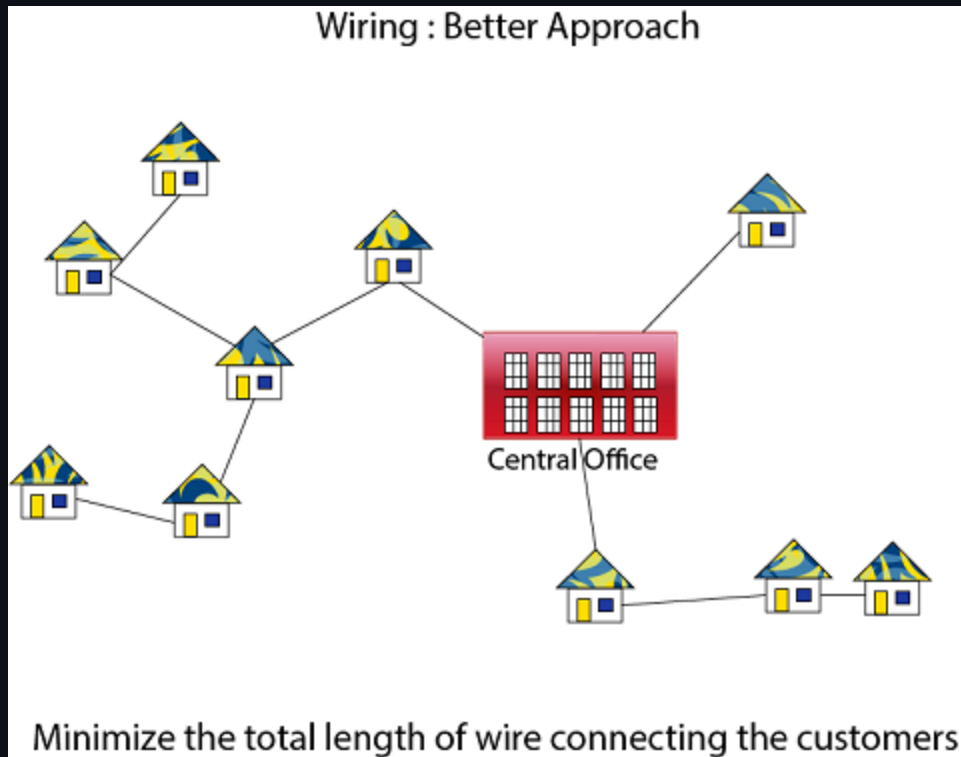 Wiring : Better Approach
Central Office
Minimize the total length of wire connecting the customers